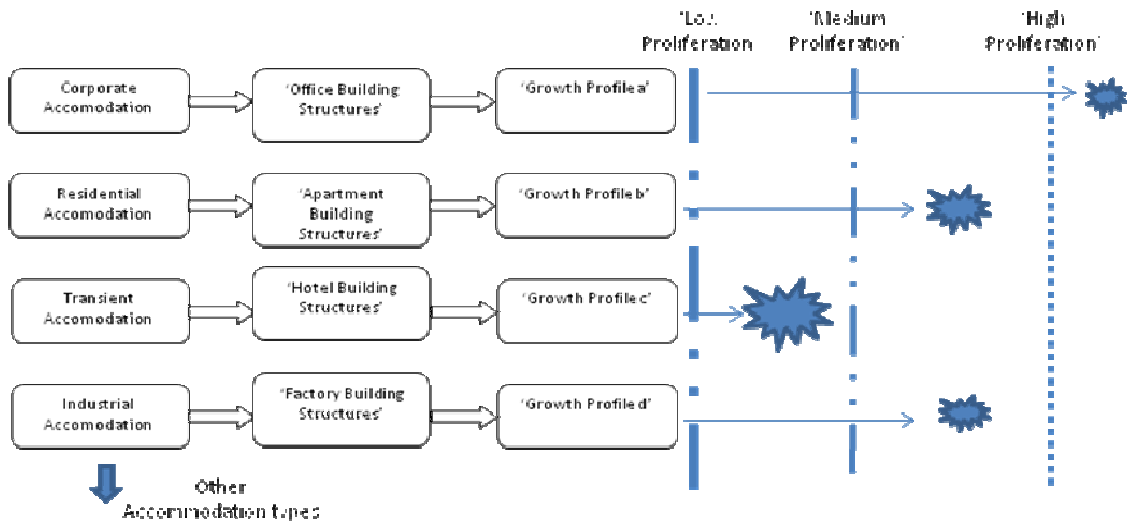 'Low
Proliferation
'Medium
Proliferation'
'High
Proliferation'
Corporate
Accomodation
'Office Building
Structures'
'Growth Profilea'
Residential
Accomodation
'Apartment
Building
Structures'
'Growth Profileb'
Transient
Accomodation
'Hotel Building
Structures'
'Growth Profilec'
Industrial
Accomodation
'Factory Building
Structures'
'Growth Profiled'
Other
Accommodation types